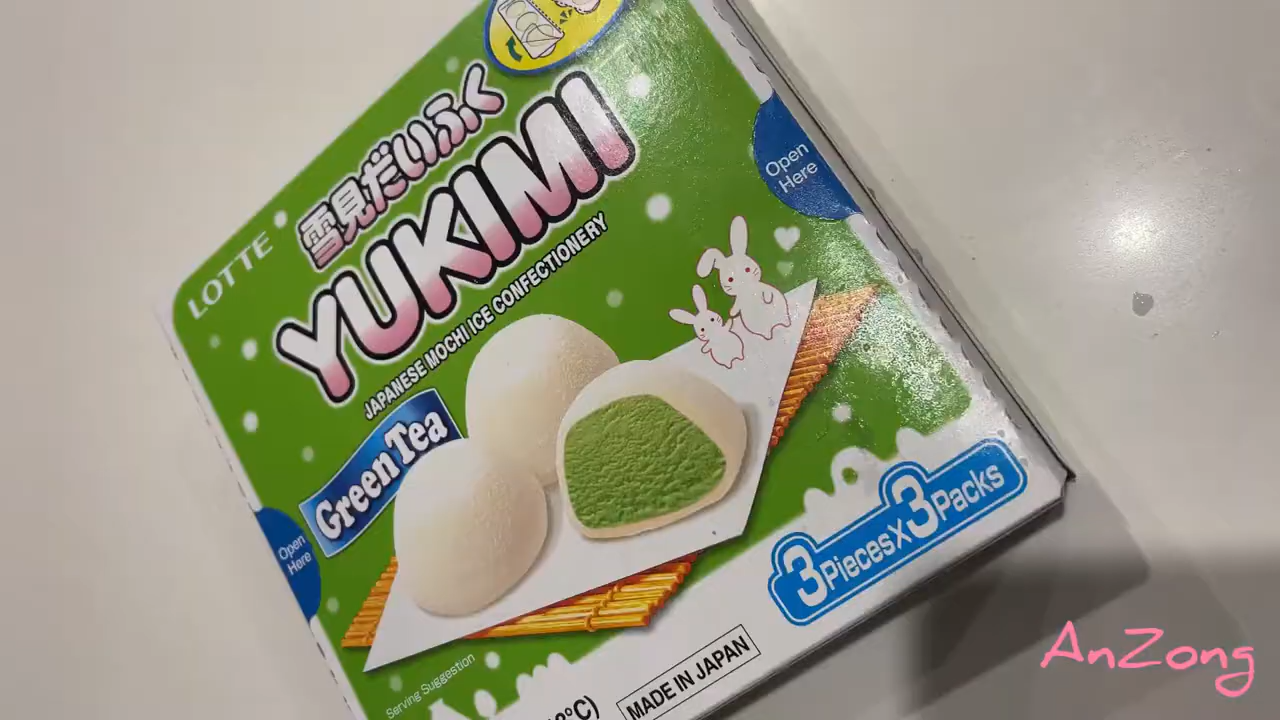 LOTTE
雪見だいふく
YUKIMI
JAPANESE MOCHI ICE CONFECTIONERY
Green Tea
Open
Here
Open
Here
3 Pieces X 3 Packs
Serving Suggestion
MADE IN JAPAN
AnZong